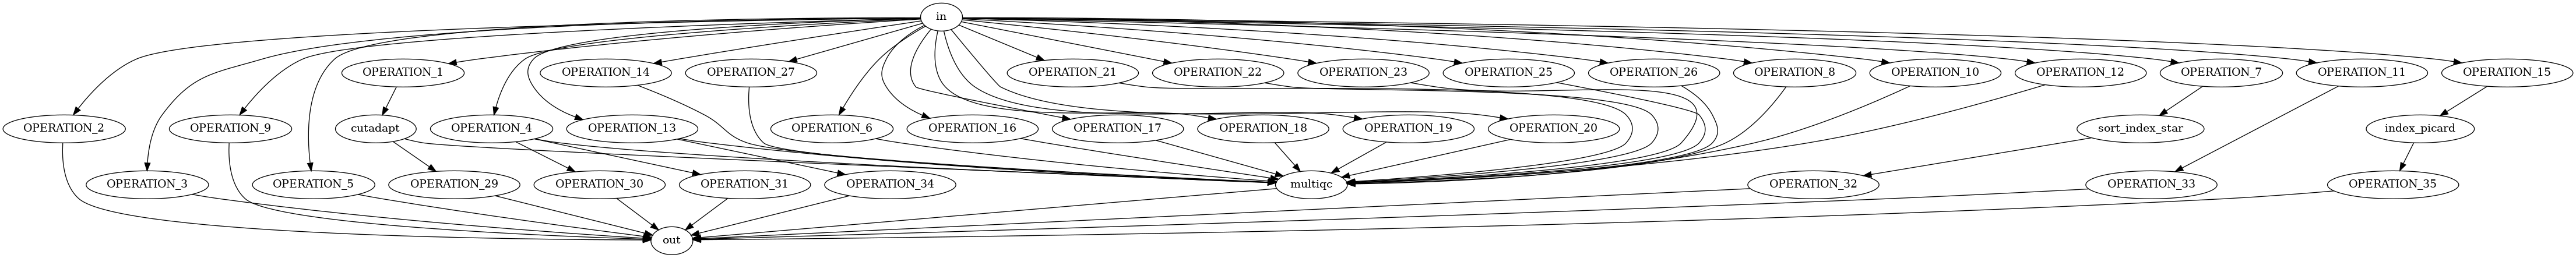 in
OPERATION_1
OPERATION_14
OPERATION_27
OPERATION_21
OPERATION_22
OPERATION_23
OPERATION_25
OPERATION_26
OPERATION_8
OPERATION_10
OPERATION_12
OPERATION_7
OPERATION_11
OPERATION_15
OPERATION_2
OPERATION_9
cutadapt
OPERATION_4
OPERATION_13
OPERATION_6
OPERATION_16
OPERATION_17
OPERATION_18
OPERATION_19
OPERATION_20
sort_index_star
index_picard
OPERATION_3
OPERATION_5
OPERATION_29
OPERATION_30
OPERATION_31
OPERATION_34
multiqc
OPERATION_32
OPERATION_33
OPERATION_35
out